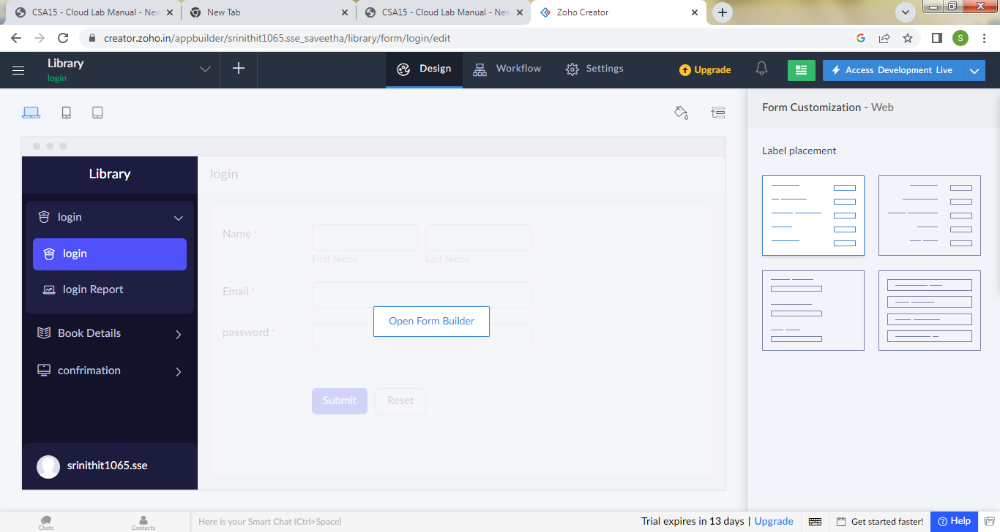 CSA15 - Cloud Lab Manual - New
New Tab
CSA15 - Cloud Lab Manual - New
Zoho Creator
creator.zoho.in/appbuilder/srinithit1065.sse_saveetha/library/form/login/edit
S
Library
login
Design
Workflow
Settings
Upgrade
Access Development Live
Form Customization - Web
Label placement
Library
login
login
login Report
Book Details
confrimation
srinithit1065.sse
login
Name *
First Name
Last Name
Email *
password *
Open Form Builder
Submit
Reset
Chats
Contacts
Here is your Smart Chat (Ctrl+Space)
Trial expires in 13 days | Upgrade
Get started faster!
Help